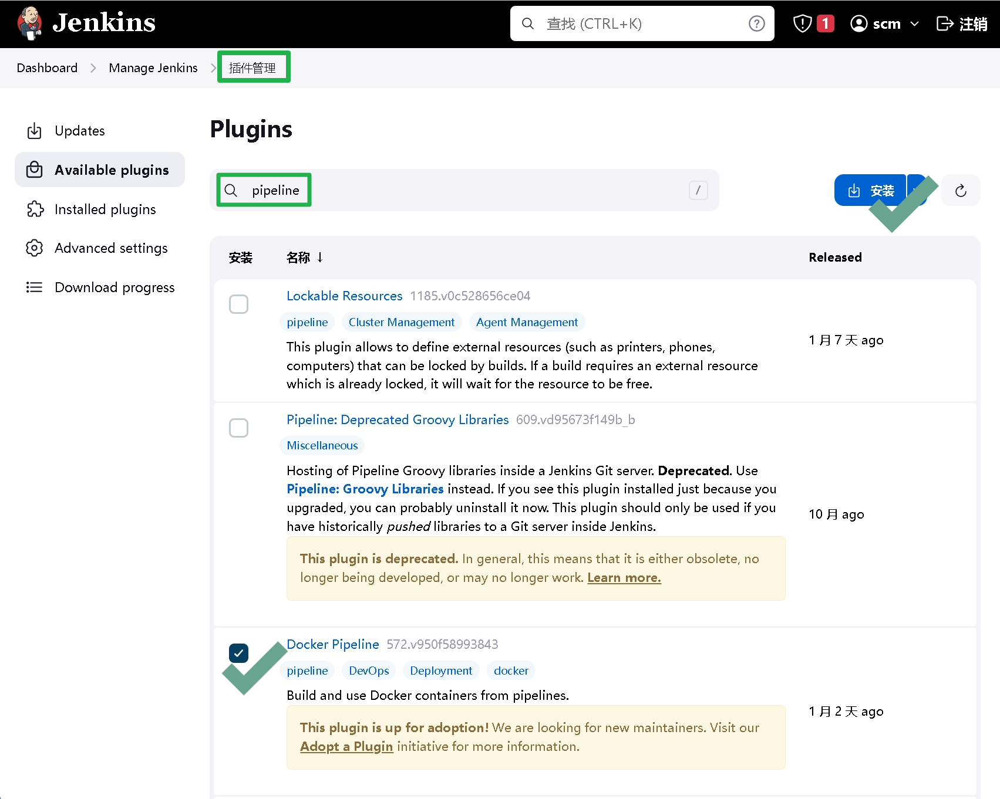 Jenkins
查找 (CTRL+K)
1
scm
注销
Dashboard
Manage Jenkins
插件管理
Updates
Available plugins
Installed plugins
Advanced settings
Download progress
Plugins
pipeline
/
安装
安装
名称 ↓
Released
Lockable Resources 1185.v0c528656ce04
pipeline
Cluster Management
Agent Management
This plugin allows to define external resources (such as printers, phones,
computers) that can be locked by builds. If a build requires an external resource
which is already locked, it will wait for the resource to be free.
1 月 7 天 ago
Pipeline: Deprecated Groovy Libraries 609.vd95673f149b_b
Miscellaneous
Hosting of Pipeline Groovy libraries inside a Jenkins Git server. Deprecated. Use
Pipeline: Groovy Libraries instead. If you see this plugin installed just because you
upgraded, you can probably uninstall it now. This plugin should only be used if you
have historically pushed libraries to a Git server inside Jenkins.
10 月 ago
This plugin is deprecated. In general, this means that it is either obsolete, no
longer being developed, or may no longer work. Learn more.
Docker Pipeline 572.v950f58993843
pipeline
DevOps
Deployment
docker
Build and use Docker containers from pipelines.
1 月 2 天 ago
This plugin is up for adoption! We are looking for new maintainers. Visit our
Adopt a Plugin initiative for more information.